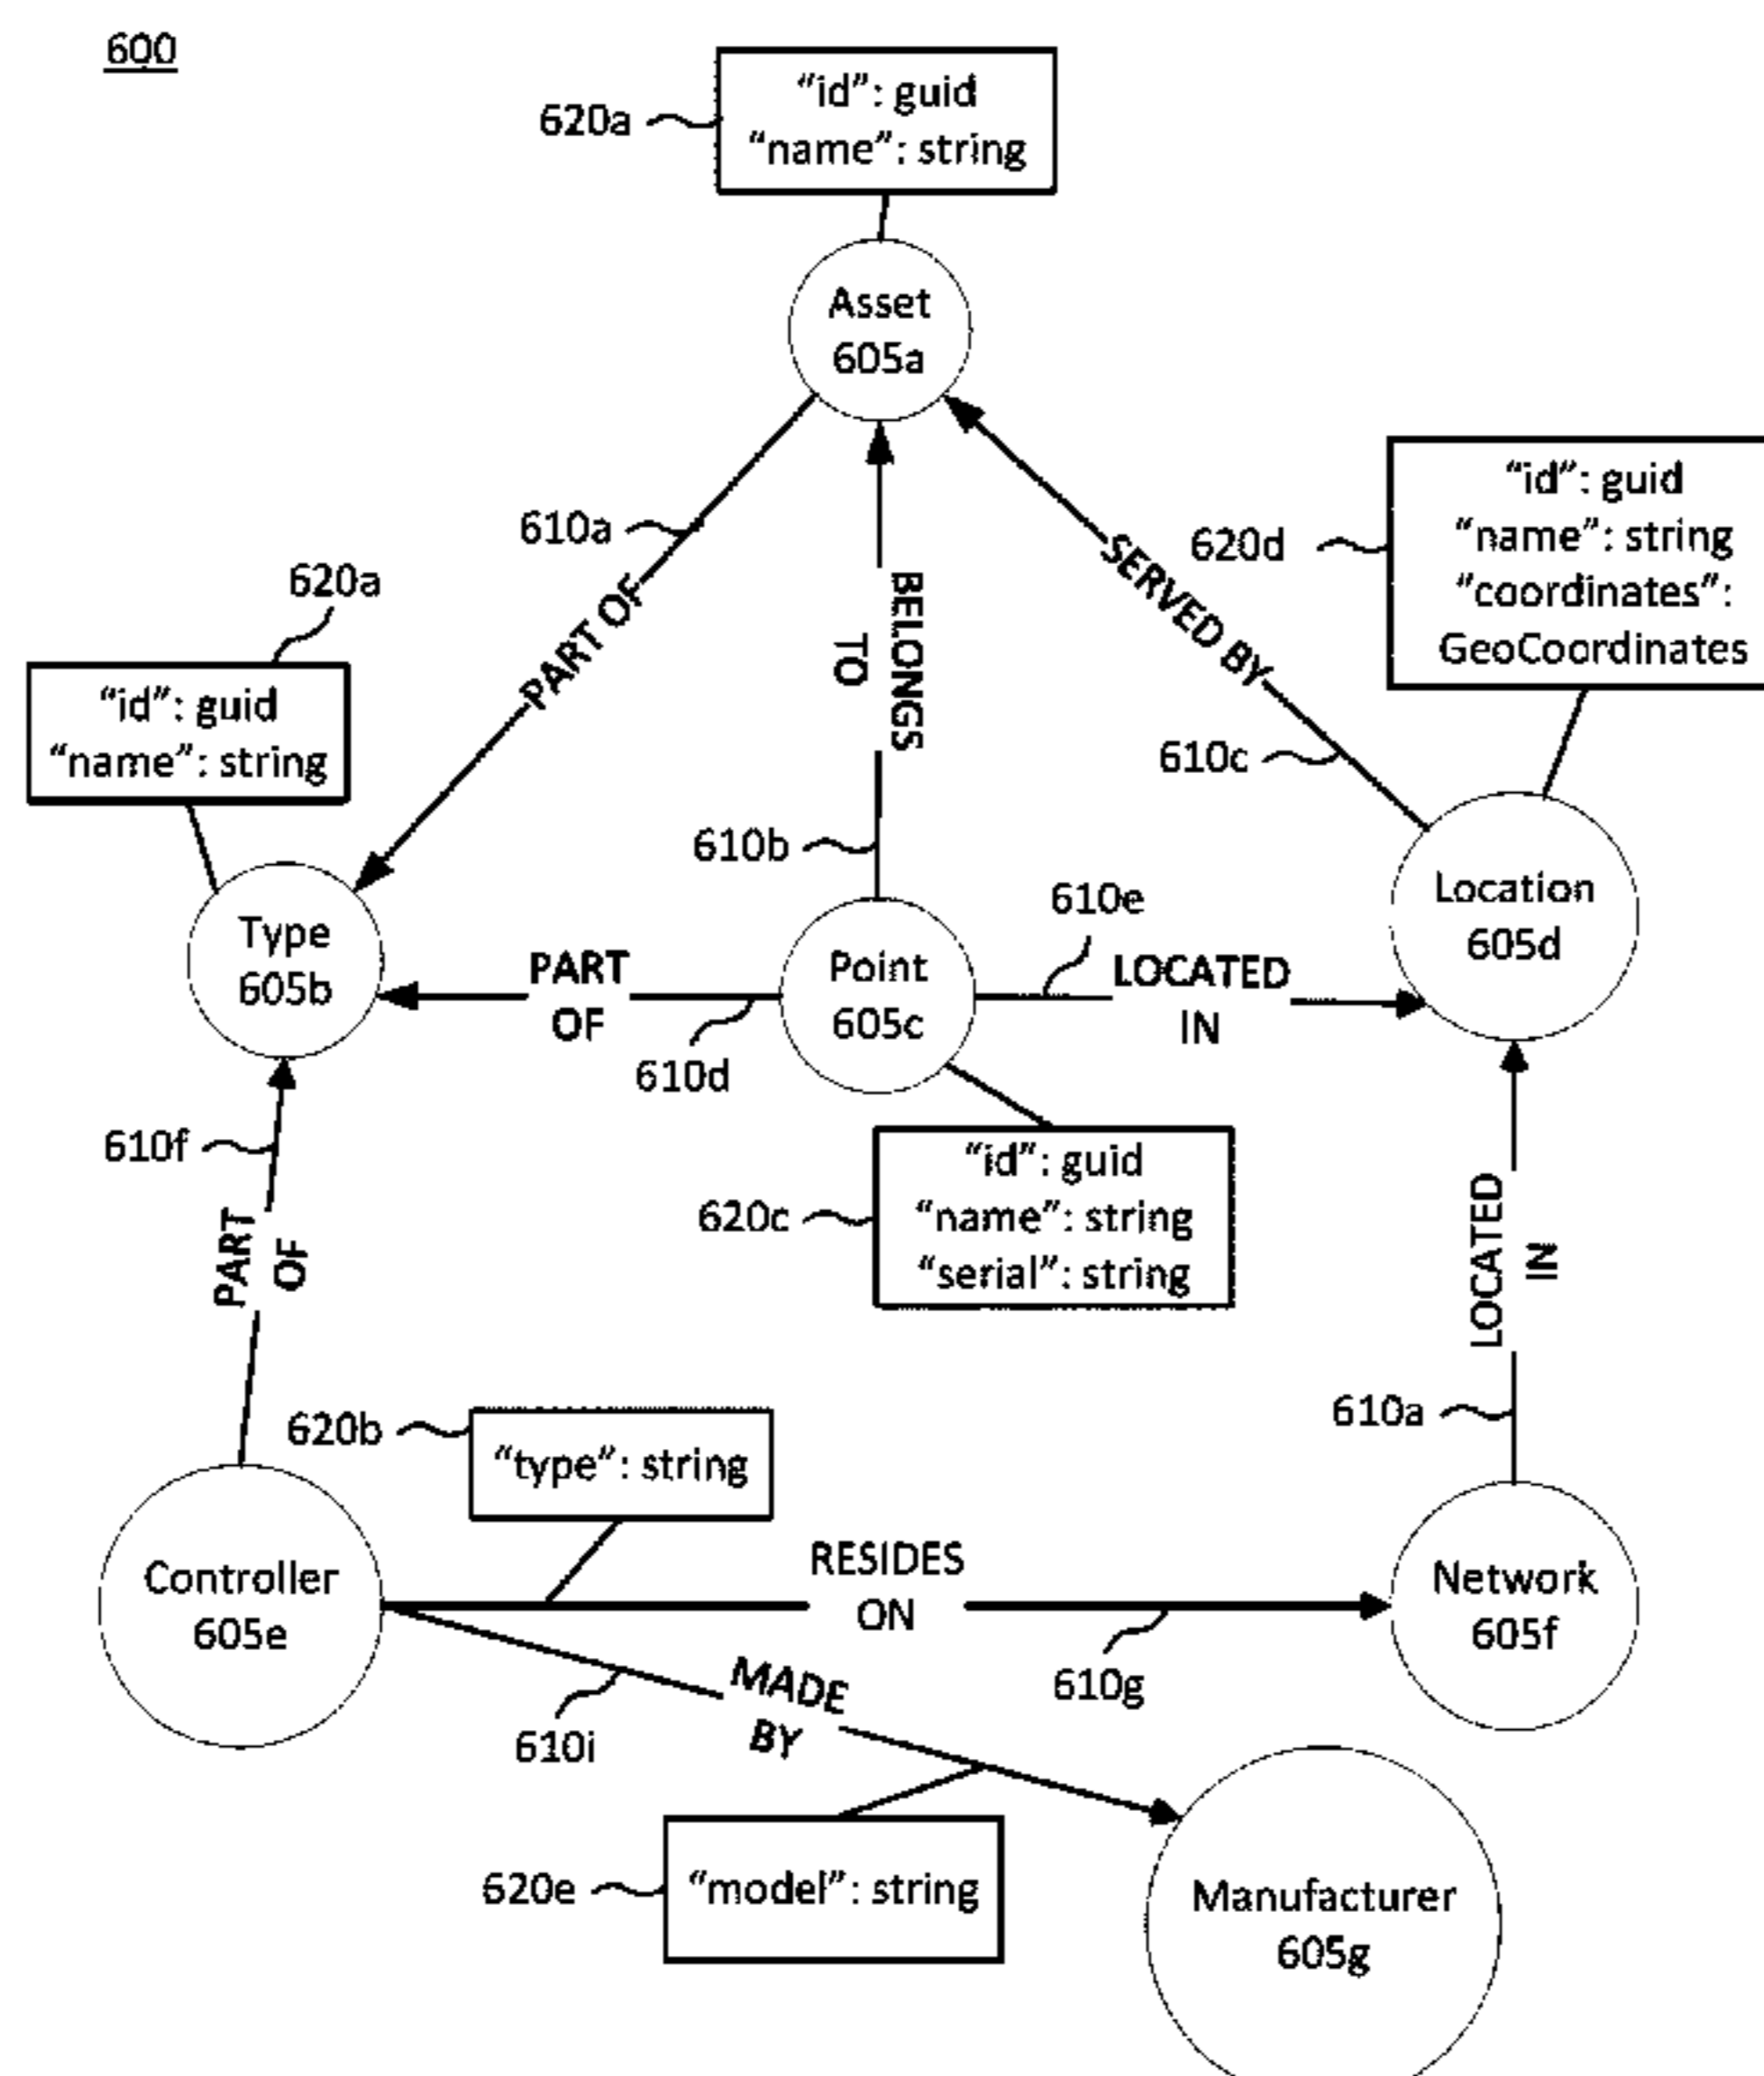 600
620a
"id": guid
"name": string
Asset
605a
610a
PART OF
BELONGS
TO
610b
SERVED BY
610c
620d
"id": guid
"name": string
"coordinates":
GeoCoordinates
620a
"id": guid
"name": string
Type
605b
PART
OF
610d
Point
605c
610e
LOCATED
IN
Location
605d
610f
PART
OF
620c
"id": guid
"name": string
"serial": string
LOCATED
IN
610a
620b
"type": string
Controller
605e
RESIDES
ON
610g
Network
605f
610i
MADE
BY
620e
"model": string
Manufacturer
605g